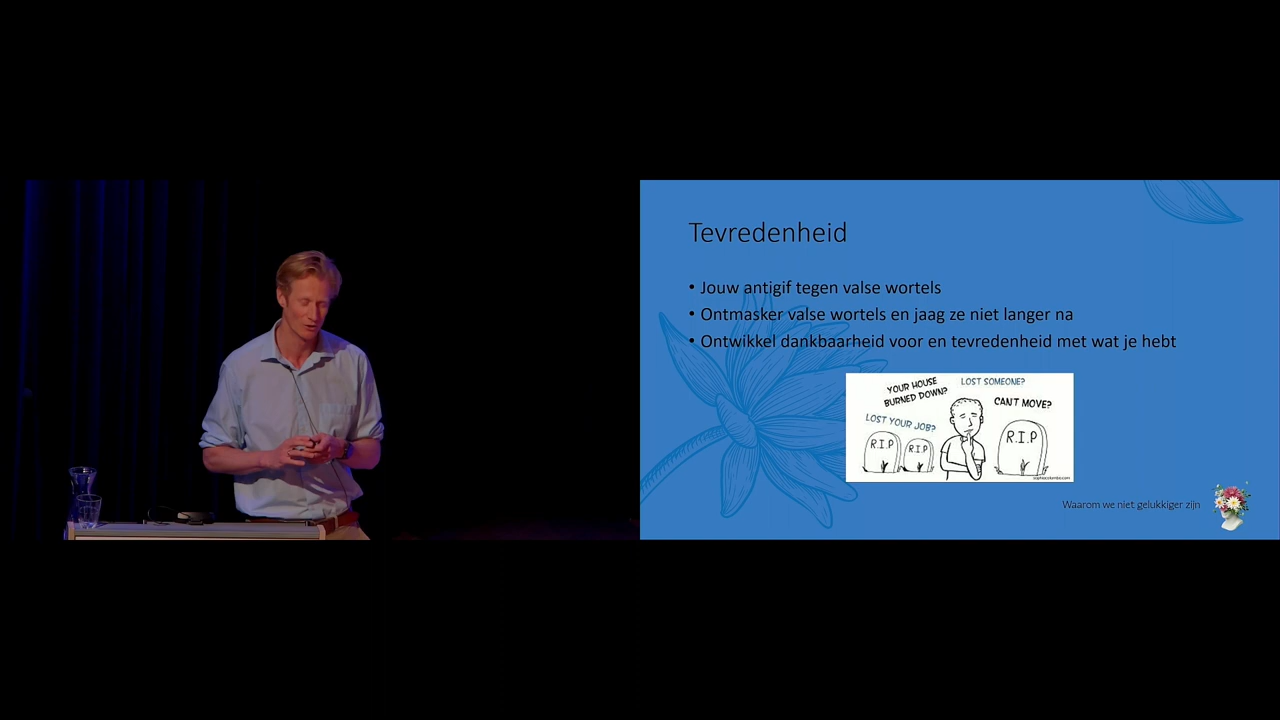 Tevredenheid
• Jouw antigif tegen valse wortels
• Ontmasker valse wortels en jaag ze niet langer na
• Ontwikkel dankbaarheid voor en tevredenheid met wat je hebt
YOUR HOUSE
BURNED DOWN?
LOST SOMEONE?
CAN'T MOVE?
LOST YOUR JOB?
R.I.P
R.I.P
R.I.P
Waarom we niet gelukkiger zijn